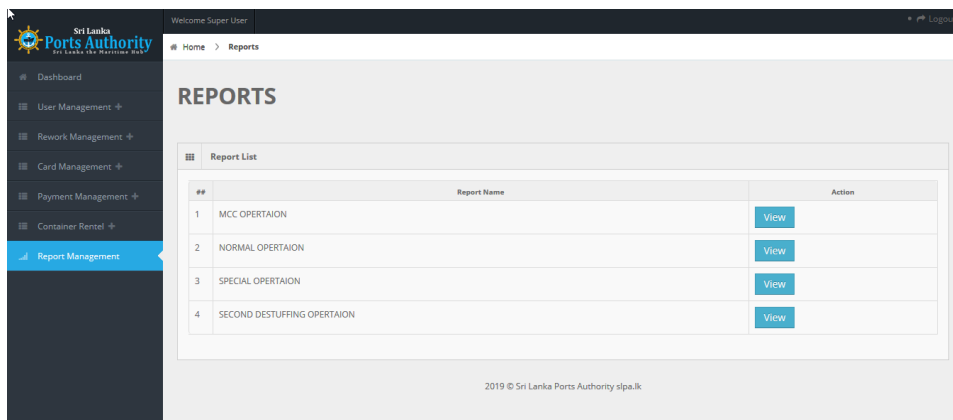 Sri Lanka
Ports Authority
Sri Lanka the Maritime Hub
Welcome Super User
Logou
Home > Reports
Dashboard
User Management +
Rework Management +
Card Management +
Payment Management +
Container Rentel +
Report Management
REPORTS
Report List
## Report Name Action
1 MCC OPERTAION View
2 NORMAL OPERTAION View
3 SPECIAL OPERTAION View
4 SECOND DESTUFFING OPERTAION View
2019 © Sri Lanka Ports Authority slpa.lk